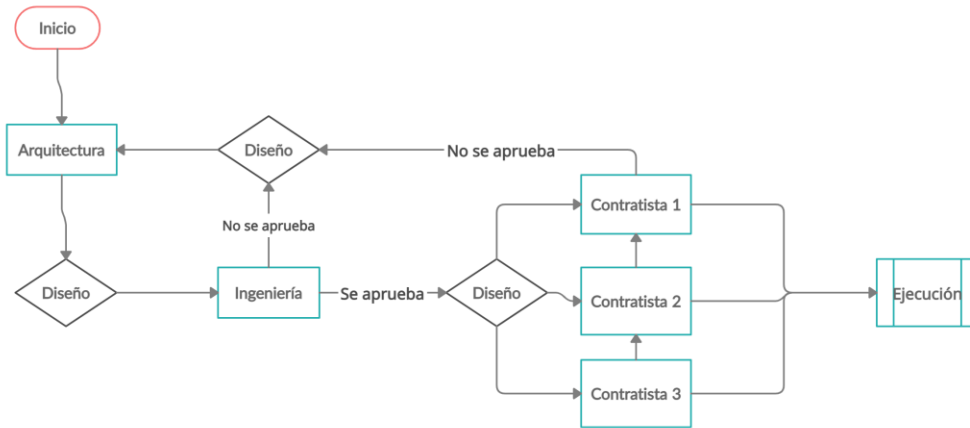 Inicio
Arquitectura
Diseño
No se aprueba
No se aprueba
Contratista 1
Diseño
Ingeniería
Se aprueba
Diseño
Contratista 2
Ejecución
Contratista 3